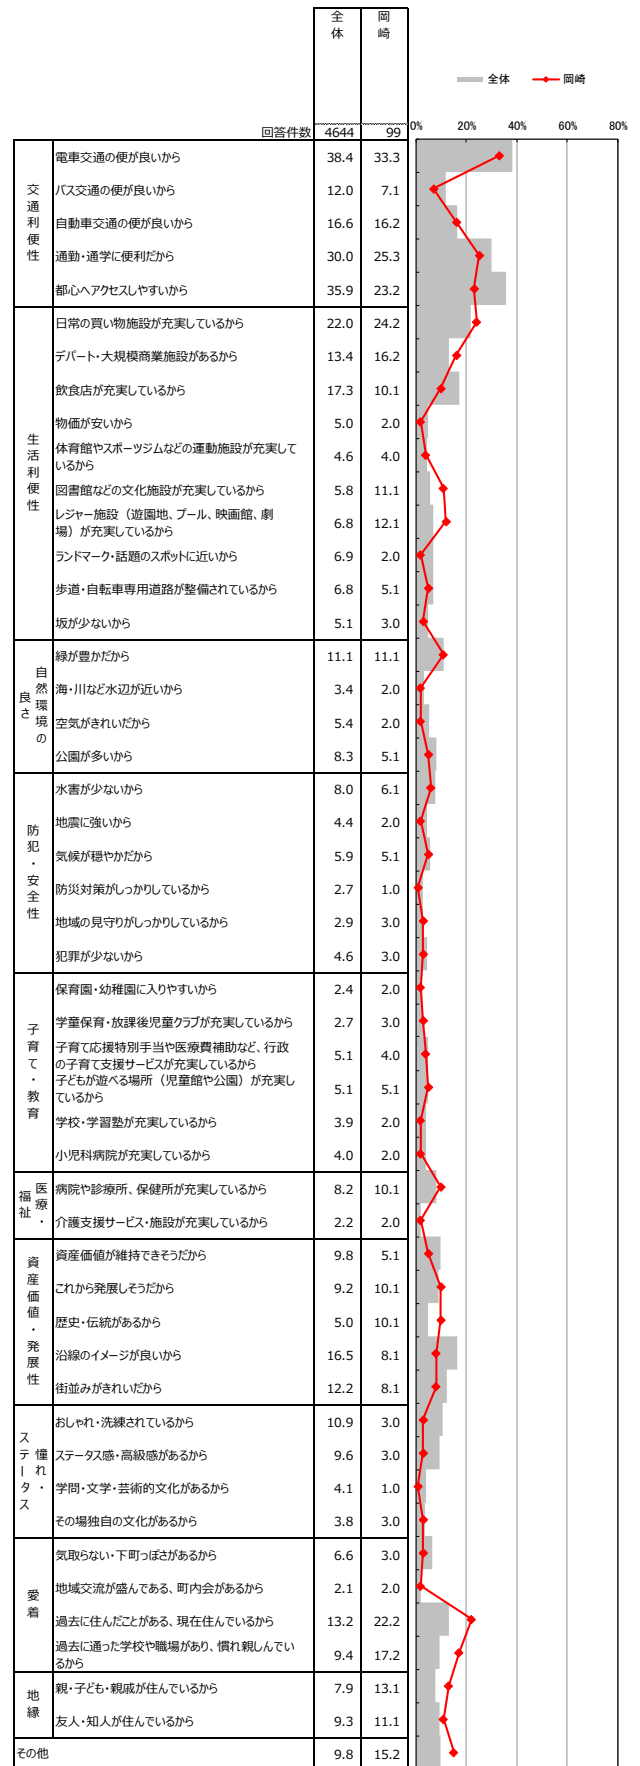 全体 岡崎
全体 岡崎
回答件数 4644 99
0% 20% 40% 60% 80%
交通利便性
電車交通の便が良いから 38.4 33.3
バス交通の便が良いから 12.0 7.1
自動車交通の便が良いから 16.6 16.2
通勤・通学に便利だから 30.0 25.3
都心へアクセスしやすいから 35.9 23.2
生活利便性
日常の買い物施設が充実しているから 22.0 24.2
デパート・大規模商業施設があるから 13.4 16.2
飲食店が充実しているから 17.3 10.1
物価が安いから 5.0 2.0
体育館やスポーツジムなどの運動施設が充実して
いるから 4.6 4.0
図書館などの文化施設が充実しているから 5.8 11.1
レジャー施設（遊園地、プール、映画館、劇
場）が充実しているから 6.8 12.1
ランドマーク・話題のスポットに近いから 6.9 2.0
歩道・自転車専用道路が整備されているから 6.8 5.1
坂が少ないから 5.1 3.0
自然環境の良さ
緑が豊かだから 11.1 11.1
海・川など水辺が近いから 3.4 2.0
空気がきれいだから 5.4 2.0
公園が多いから 8.3 5.1
防犯・安全性
水害が少ないから 8.0 6.1
地震に強いから 4.4 2.0
気候が穏やかだから 5.9 5.1
防災対策がしっかりしているから 2.7 1.0
地域の見守りがしっかりしているから 2.9 3.0
犯罪が少ないから 4.6 3.0
子育て・教育
保育園・幼稚園に入りやすいから 2.4 2.0
学童保育・放課後児童クラブが充実しているから 2.7 3.0
子育て応援特別手当や医療費補助など、行政
の子育て支援サービスが充実しているから 5.1 4.0
子どもが遊べる場所（児童館や公園）が充実し
ているから 5.1 5.1
学校・学習塾が充実しているから 3.9 2.0
小児科病院が充実しているから 4.0 2.0
医療・福祉
病院や診療所、保健所が充実しているから 8.2 10.1
介護支援サービス・施設が充実しているから 2.2 2.0
資産価値・発展性
資産価値が維持できそうだから 9.8 5.1
これから発展しそうだから 9.2 10.1
歴史・伝統があるから 5.0 10.1
沿線のイメージが良いから 16.5 8.1
街並みがきれいだから 12.2 8.1
憧れ・ステータス
おしゃれ・洗練されているから 10.9 3.0
ステータス感・高級感があるから 9.6 3.0
学問・文学・芸術的文化があるから 4.1 1.0
その場独自の文化があるから 3.8 3.0
愛着
気取らない・下町っぽさがあるから 6.6 3.0
地域交流が盛んである、町内会があるから 2.1 2.0
過去に住んだことがある、現在住んでいるから 13.2 22.2
過去に通った学校や職場があり、慣れ親しんでい
るから 9.4 17.2
地縁
親・子ども・親戚が住んでいるから 7.9 13.1
友人・知人が住んでいるから 9.3 11.1
その他 9.8 15.2